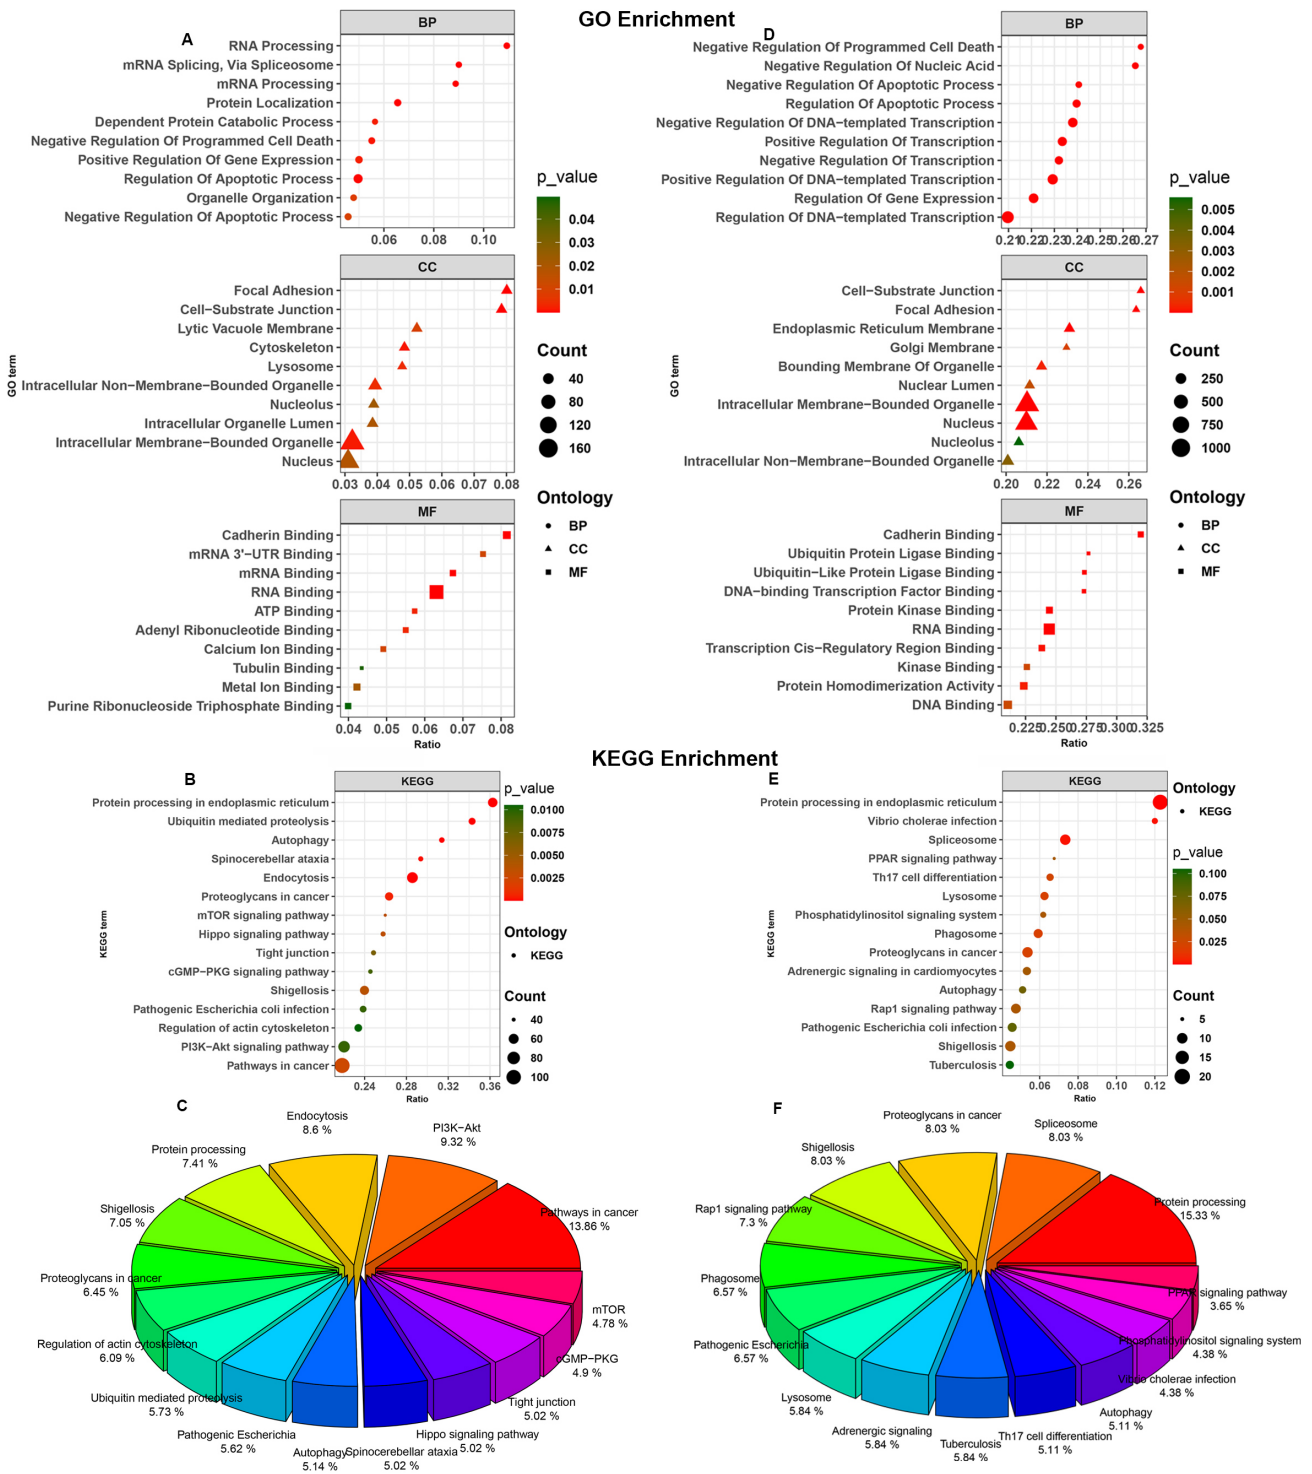 GO Enrichment
A
BP
RNA Processing
mRNA Splicing, Via Spliceosome
mRNA Processing
Protein Localization
Dependent Protein Catabolic Process
Negative Regulation Of Programmed Cell Death
Positive Regulation Of Gene Expression
Regulation Of Apoptotic Process
Organelle Organization
Negative Regulation Of Apoptotic Process
0.06 0.08 0.10
CC
Focal Adhesion
Cell−Substrate Junction
Lytic Vacuole Membrane
Cytoskeleton
Lysosome
Intracellular Non−Membrane−Bounded Organelle
Nucleolus
Intracellular Organelle Lumen
Intracellular Membrane−Bounded Organelle
Nucleus
0.03 0.04 0.05 0.06 0.07 0.08
GO term
MF
Cadherin Binding
mRNA 3'−UTR Binding
mRNA Binding
RNA Binding
ATP Binding
Adenyl Ribonucleotide Binding
Calcium Ion Binding
Tubulin Binding
Metal Ion Binding
Purine Ribonucleoside Triphosphate Binding
0.04 0.05 0.06 0.07 0.08
Ratio
p_value
0.04
0.03
0.02
0.01
Count
40
80
120
160
Ontology
BP
CC
MF
D
BP
Negative Regulation Of Programmed Cell Death
Negative Regulation Of Nucleic Acid
Negative Regulation Of Apoptotic Process
Regulation Of Apoptotic Process
Negative Regulation Of DNA−templated Transcription
Positive Regulation Of Transcription
Negative Regulation Of Transcription
Positive Regulation Of DNA−templated Transcription
Regulation Of Gene Expression
Regulation Of DNA−templated Transcription
0.21 0.22 0.23 0.24 0.25 0.26 0.27
CC
Cell−Substrate Junction
Focal Adhesion
Endoplasmic Reticulum Membrane
Golgi Membrane
Bounding Membrane Of Organelle
Nuclear Lumen
Intracellular Membrane−Bounded Organelle
Nucleus
Nucleolus
Intracellular Non−Membrane−Bounded Organelle
0.20 0.22 0.24 0.26
GO term
MF
Cadherin Binding
Ubiquitin Protein Ligase Binding
Ubiquitin−Like Protein Ligase Binding
DNA−binding Transcription Factor Binding
Protein Kinase Binding
RNA Binding
Transcription Cis−Regulatory Region Binding
Kinase Binding
Protein Homodimerization Activity
DNA Binding
0.225 0.250 0.275 0.300 0.325
Ratio
p_value
0.005
0.004
0.003
0.002
0.001
Count
250
500
750
1000
Ontology
BP
CC
MF
KEGG Enrichment
B
KEGG
Protein processing in endoplasmic reticulum
Ubiquitin mediated proteolysis
Autophagy
Spinocerebellar ataxia
Endocytosis
Proteoglycans in cancer
mTOR signaling pathway
Hippo signaling pathway
Tight junction
cGMP−PKG signaling pathway
Shigellosis
Pathogenic Escherichia coli infection
Regulation of actin cytoskeleton
PI3K−Akt signaling pathway
Pathways in cancer
0.24 0.28 0.32 0.36
Ratio
KEGG term
p_value
0.0100
0.0075
0.0050
0.0025
Ontology
KEGG
Count
40
60
80
100
E
KEGG
Protein processing in endoplasmic reticulum
Vibrio cholerae infection
Spliceosome
PPAR signaling pathway
Th17 cell differentiation
Lysosome
Phosphatidylinositol signaling system
Phagosome
Proteoglycans in cancer
Adrenergic signaling in cardiomyocytes
Autophagy
Rap1 signaling pathway
Pathogenic Escherichia coli infection
Shigellosis
Tuberculosis
0.06 0.08 0.10 0.12
Ratio
KEGG term
Ontology
KEGG
p_value
0.100
0.075
0.050
0.025
Count
5
10
15
20
C
Endocytosis
8.6 %
PI3K−Akt
9.32 %
Protein processing
7.41 %
Pathways in cancer
13.86 %
Shigellosis
7.05 %
Proteoglycans in cancer
6.45 %
mTOR
4.78 %
Regulation of actin cytoskeleton
6.09 %
cGMP−PKG
4.9 %
Ubiquitin mediated proteolysis
5.73 %
Tight junction
5.02 %
Pathogenic Escherichia
5.62 %
Hippo signaling pathway
5.02 %
Autophagy
5.14 %
Spinocerebellar ataxia
5.02 %
F
Proteoglycans in cancer
8.03 %
Spliceosome
8.03 %
Shigellosis
8.03 %
Protein processing
15.33 %
Rap1 signaling pathway
7.3 %
Phagosome
6.57 %
PPAR signaling pathway
3.65 %
Pathogenic Escherichia
6.57 %
Phosphatidylinositol signaling system
4.38 %
Vibrio cholerae infection
4.38 %
Lysosome
5.84 %
Autophagy
5.11 %
Adrenergic signaling
5.84 %
Th17 cell differentiation
5.11 %
Tuberculosis
5.84 %